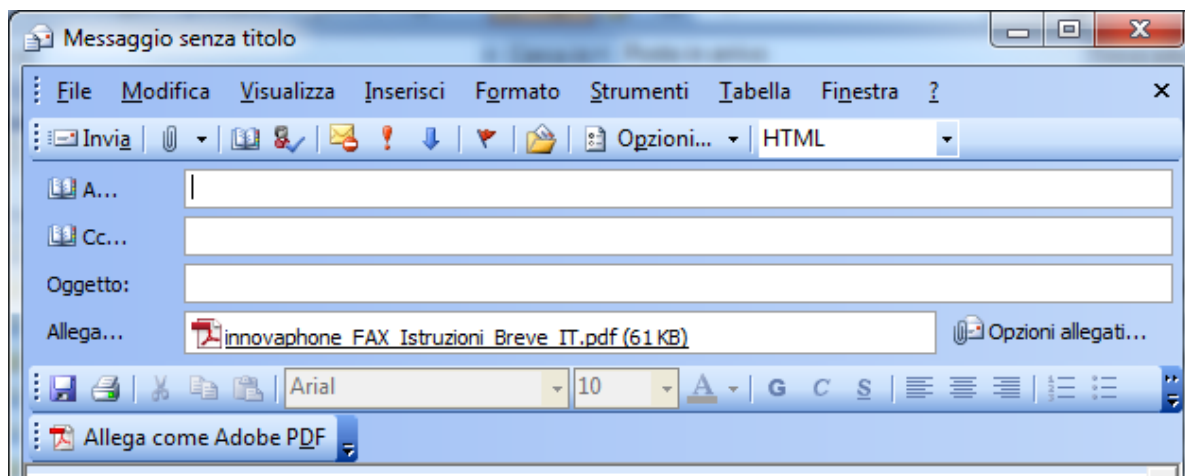 Messaggio senza titolo
File Modifica Visualizza Inserisci Formato Strumenti Tabella Finestra ?
Invia Opzioni... HTML
A...
Cc...
Oggetto:
Allega... innovaphone_FAX_Istruzioni_Breve_IT.pdf (61 KB) Opzioni allegati...
Arial 10 A G C S
Allega come Adobe PDF